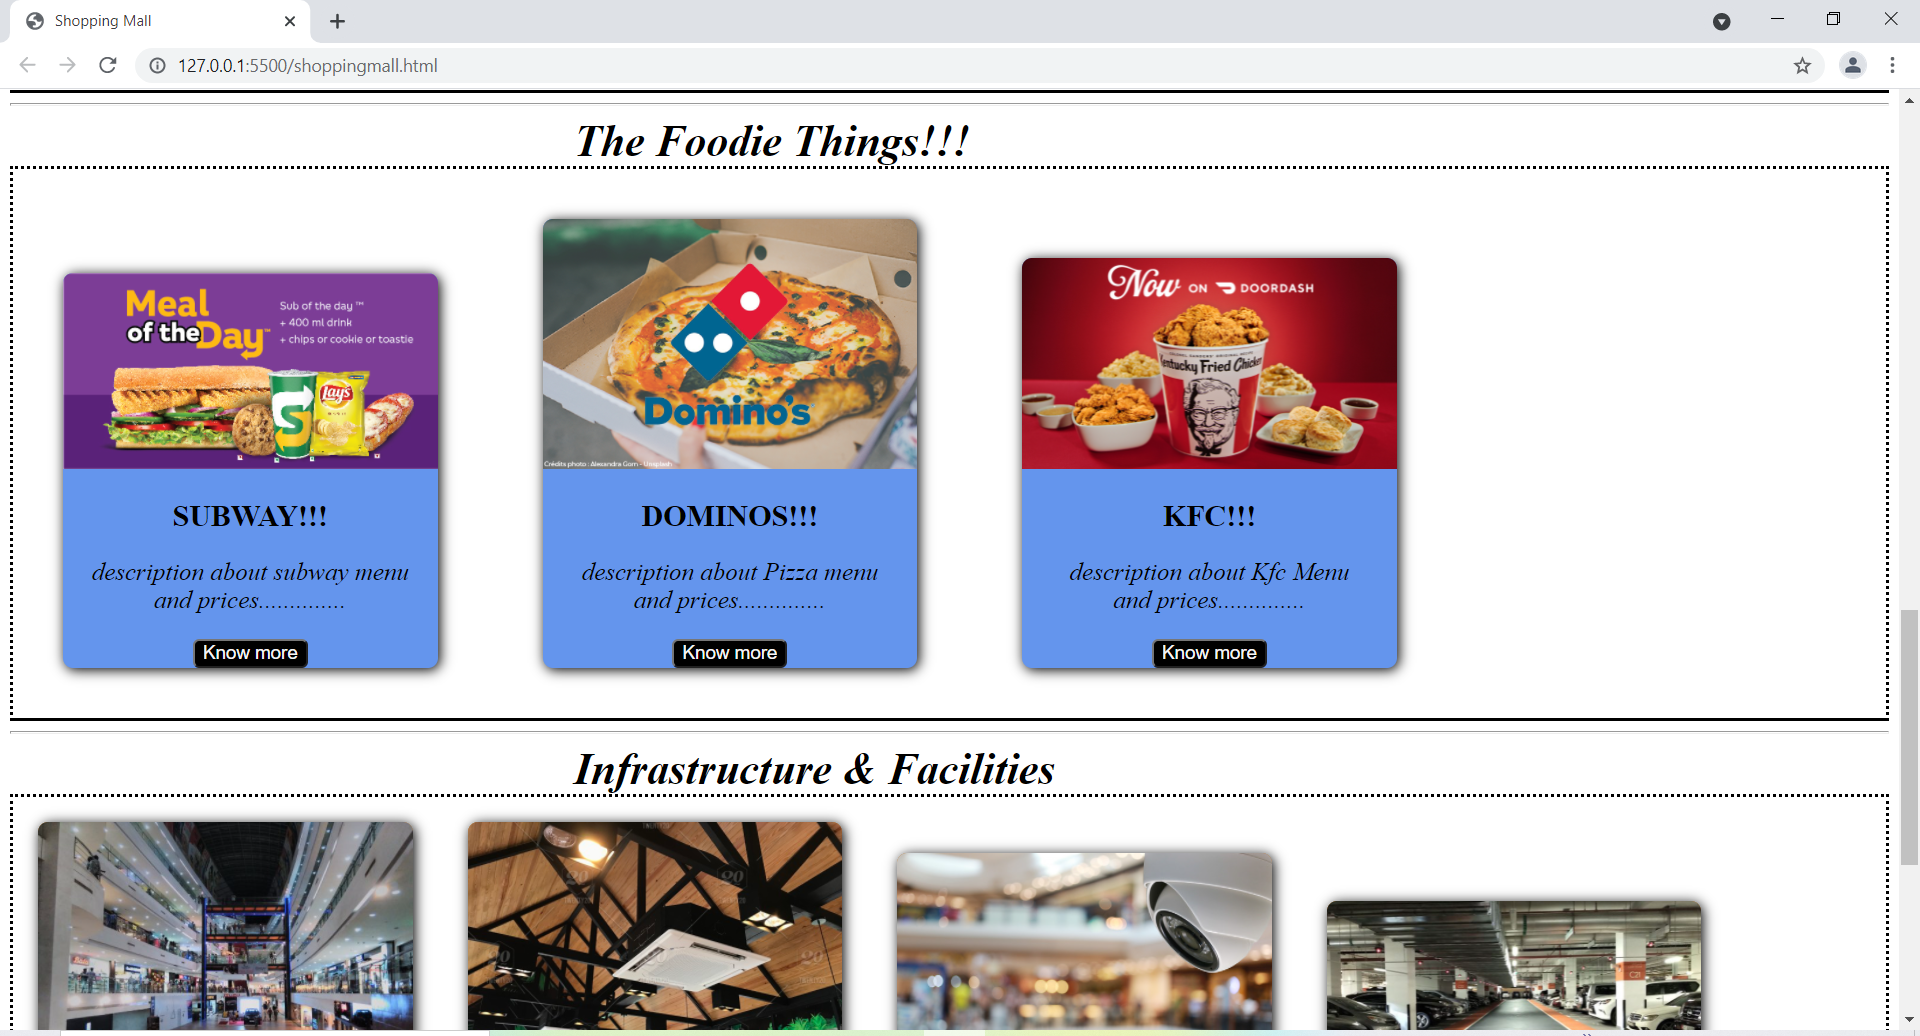 Shopping Mall
127.0.0.1:5500/shoppingmall.html
The Foodie Things!!!
Meal
of the Day™
Sub of the day ™
+ 400 ml drink
+ chips or cookie or toastie
Lay's
S
Domino's
Crédits photo : Alexandra Gorn - Unsplash
Now ON DOORDASH
Kentucky Fried Chicken
SUBWAY!!!
description about subway menu
and prices..............
Know more
DOMINOS!!!
description about Pizza menu
and prices..............
Know more
KFC!!!
description about Kfc Menu
and prices..............
Know more
Infrastructure & Facilities